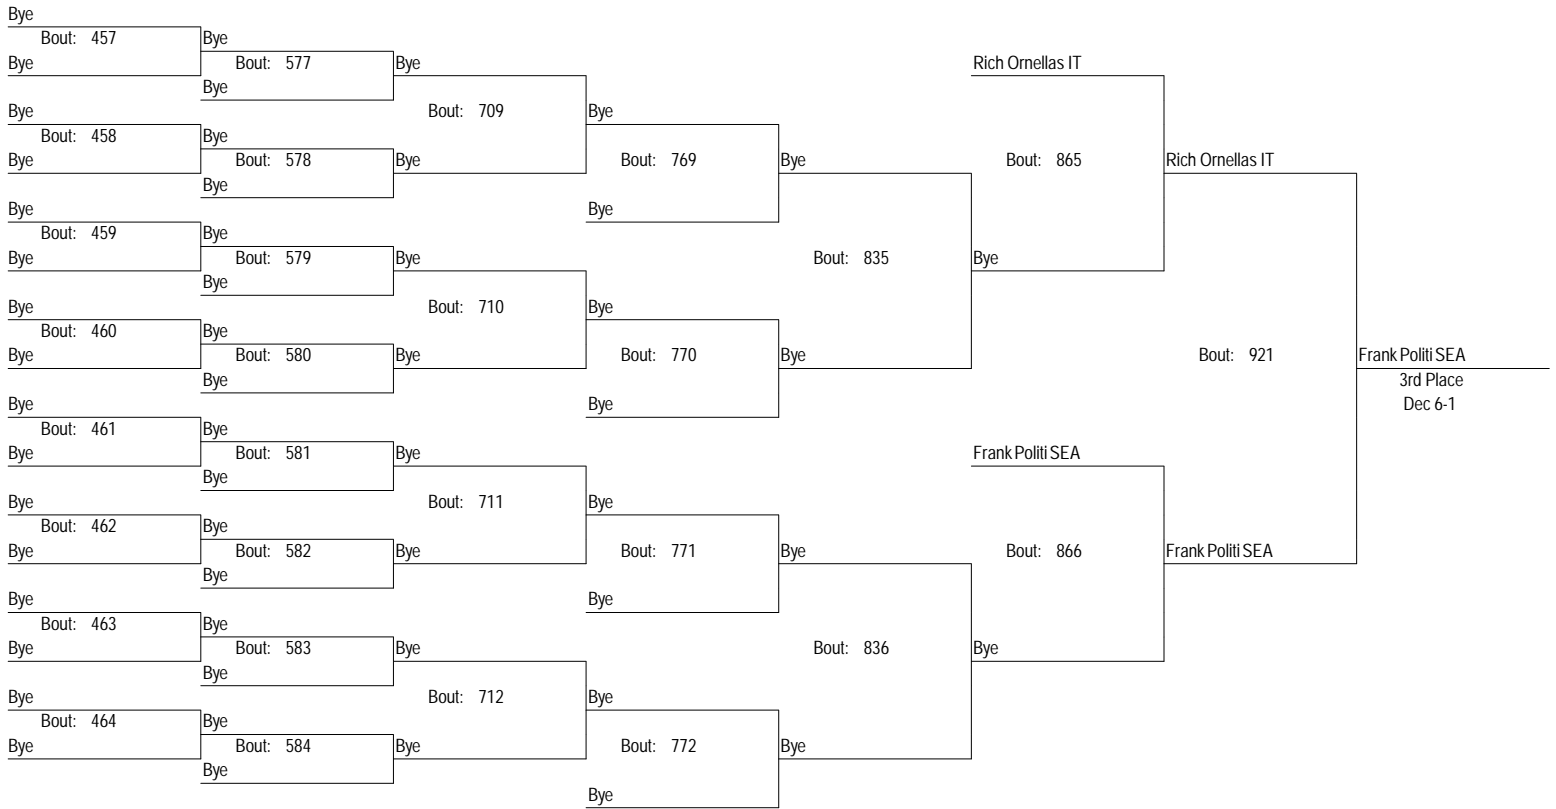 Bye
Bout: 457
Bye
Bye
Bout: 577
Bye
Bye
Bout: 458
Bye
Bye
Bout: 578
Bye
Bye
Bout: 709
Bye
Bye
Bout: 459
Bye
Bye
Bout: 579
Bye
Bye
Bout: 460
Bye
Bye
Bout: 580
Bye
Bye
Bout: 710
Bye
Bye
Bout: 769
Bye
Bye
Bout: 770
Bye
Bye
Bout: 835
Bye
Bye
Bout: 461
Bye
Bye
Bout: 581
Bye
Bye
Bout: 462
Bye
Bye
Bout: 582
Bye
Bye
Bout: 711
Bye
Bye
Bout: 463
Bye
Bye
Bout: 583
Bye
Bye
Bout: 464
Bye
Bye
Bout: 584
Bye
Bye
Bout: 712
Bye
Bye
Bout: 771
Bye
Bye
Bout: 772
Bye
Bye
Bout: 836
Bye
Rich Ornellas IT
Bout: 865
Bye
Frank Politi SEA
Bout: 866
Bye
Rich Ornellas IT
Bout: 921
Frank Politi SEA
Frank Politi SEA
3rd Place
Dec 6-1